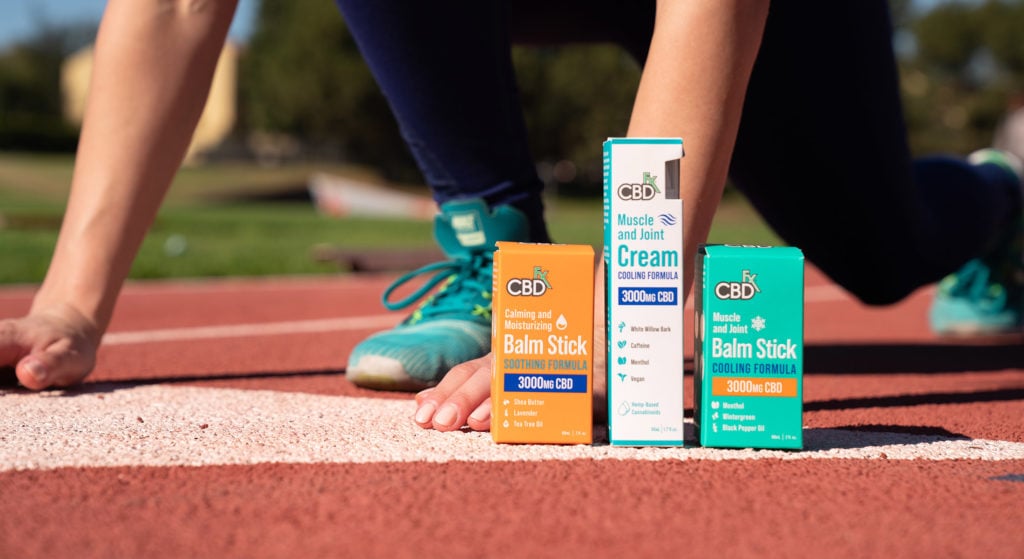 FX
CBD
Calming and
Moisturizing
Balm Stick
SOOTHING FORMULA
3000MG CBD
Shea Butter
Lavender
Tea Tree Oil
FX
CBD
Muscle
and Joint
Cream
COOLING FORMULA
3000MG CBD
White Willow Bark
Caffeine
Menthol
Vegan
Hemp-Based
Cannabinoids
FX
CBD
Muscle
and Joint
Balm Stick
COOLING FORMULA
3000MG CBD
Menthol
Wintergreen
Black Pepper Oil